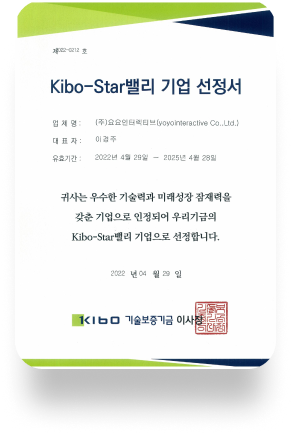 제2022-0212 호
Kibo-Star밸리 기업 선정서
업 체 명 : (주)요요인터랙티브(yoyointeractive Co.,Ltd.)
대 표 자 : 이경주
유효기간 : 2022년 4월 29일 － 2025년 4월 28일
귀사는 우수한 기술력과 미래성장 잠재력을
갖춘 기업으로 인정되어 우리기금의
Kibo-Star밸리 기업으로 선정합니다.
2022 년 04 월 29 일
KIBO 기술보증기금 이사장